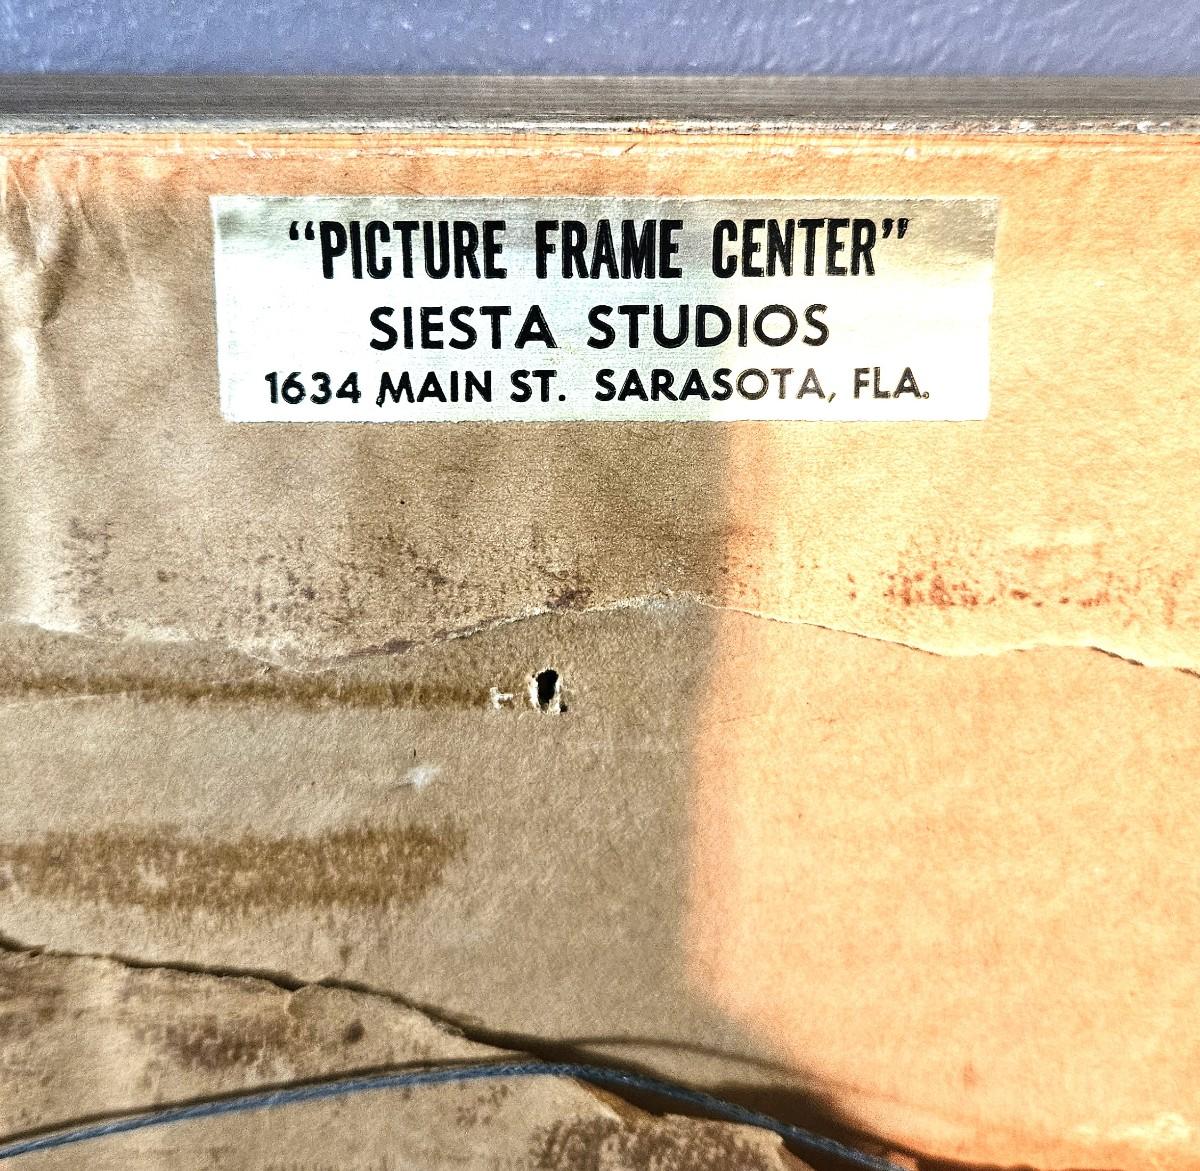 “PICTURE FRAME CENTER”
SIESTA STUDIOS
1634 MAIN ST. SARASOTA, FLA.